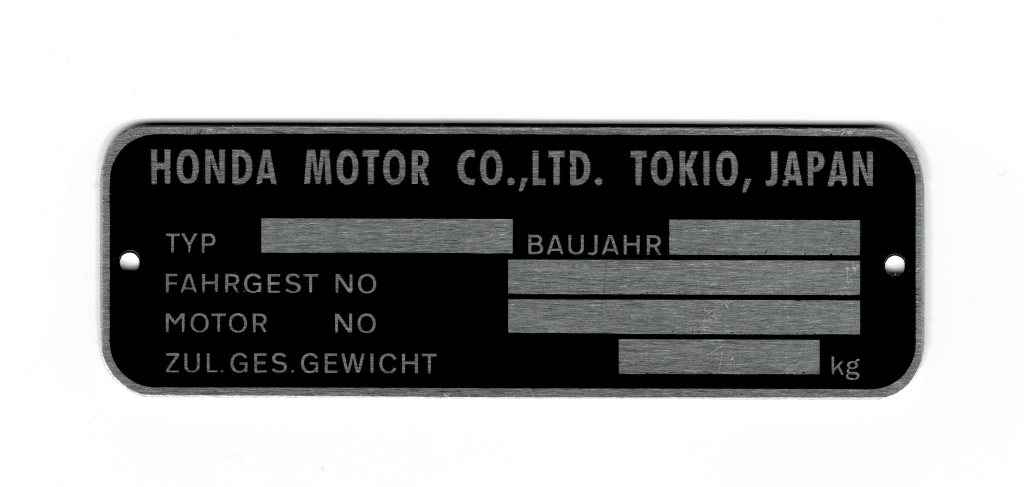 HONDA MOTOR CO.,LTD. TOKIO, JAPAN
TYP BAUJAHR
FAHRGEST NO
MOTOR NO
ZUL.GES.GEWICHT kg